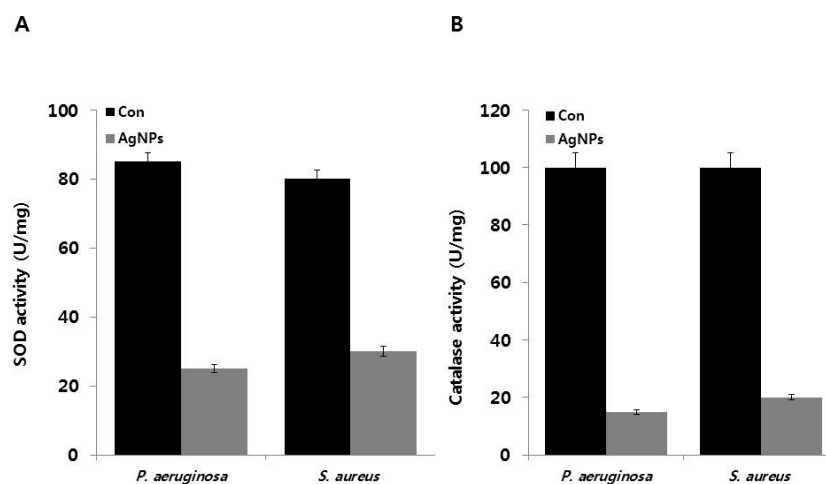 A
SOD activity (U/mg)
100
80
60
40
20
0
Con
AgNPs
P. aeruginosa
S. aureus
B
Catalase activity (U/mg)
120
100
80
60
40
20
0
Con
AgNPs
P. aeruginosa
S. aureus